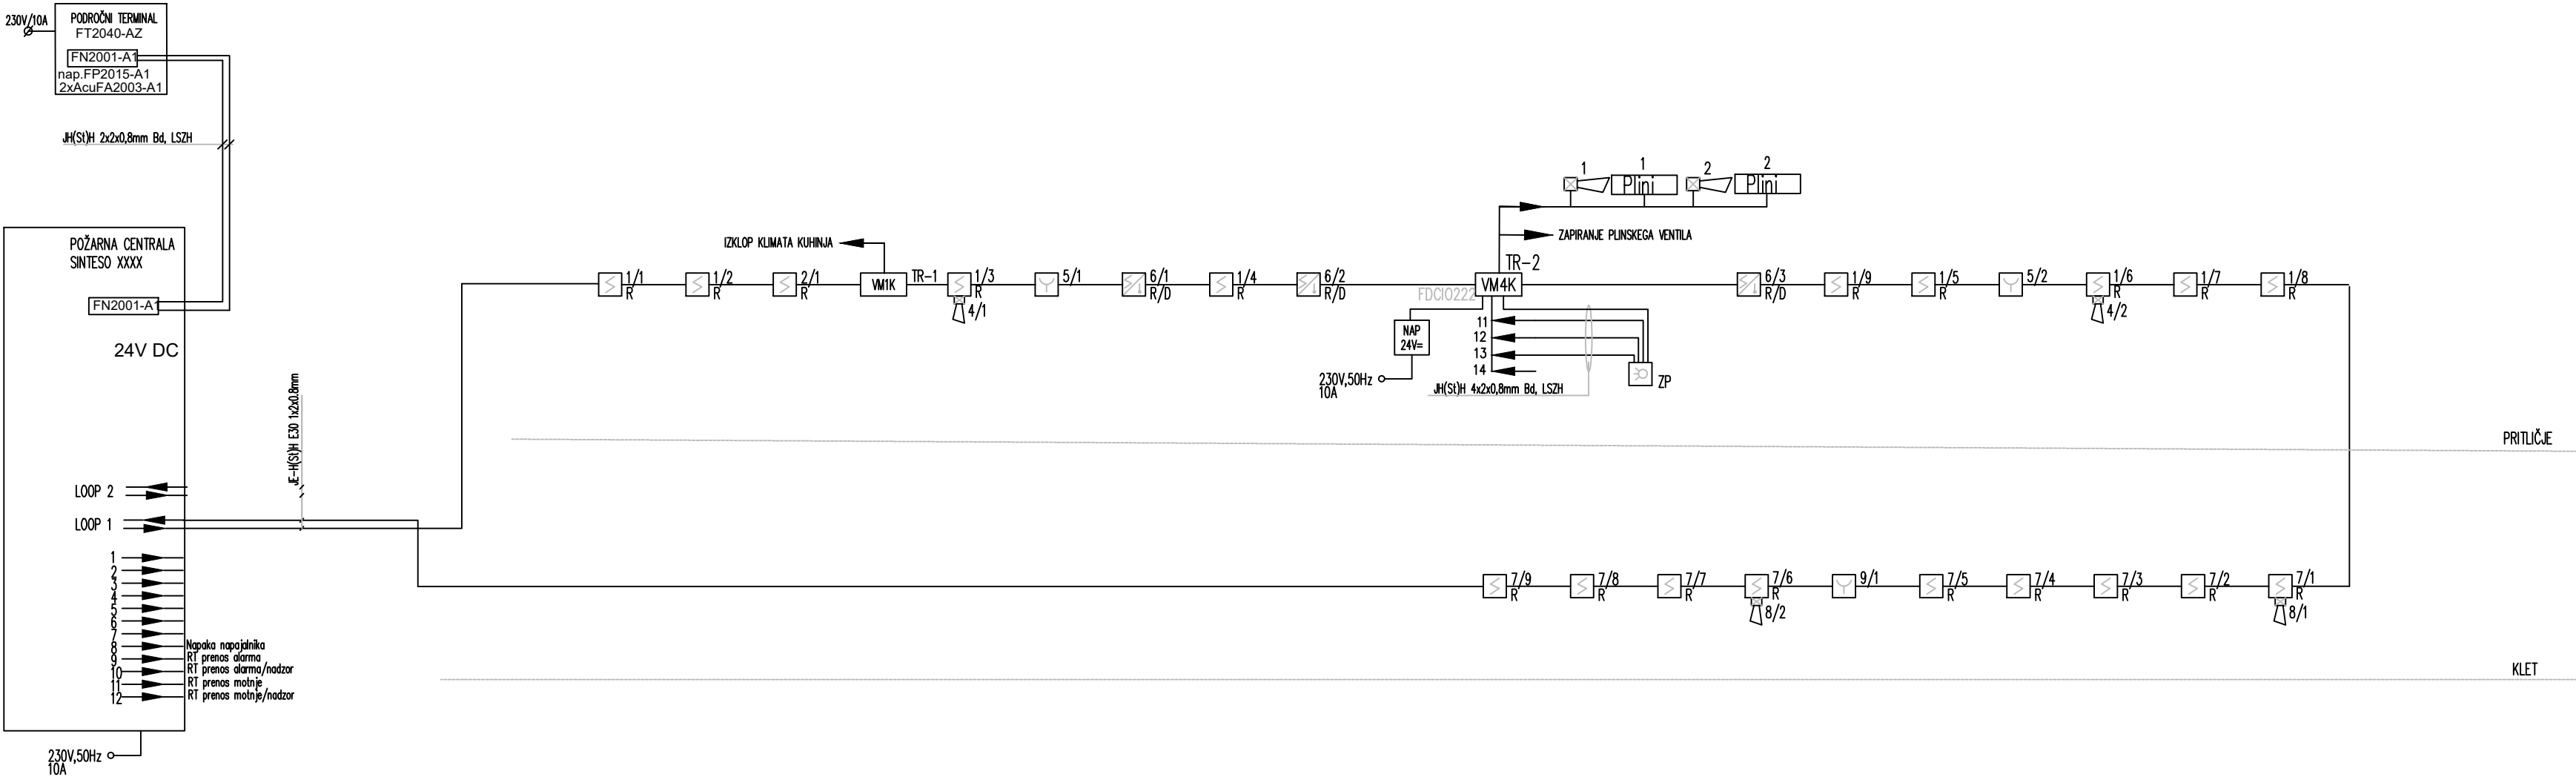 230V/10A
PODROČNI TERMINAL
FT2040-AZ
FN2001-A1
nap.FP2015-A1
2xAcuFA2003-A1
JH(St)H 2x2x0,8mm Bd, LSZH
POŽARNA CENTRALA
SINTESO XXXX
FN2001-A1
24V DC
JE-H(St)H E30 1x2x0.8mm
LOOP 2
LOOP 1
1
2
3
4
5
6
7
8 Napaka napajalnika
9 RT prenos alarma
10 RT prenos alarma/nadzor
11 RT prenos motnje
12 RT prenos motnje/nadzor
230V,50Hz
10A
IZKLOP KLIMATA KUHINJA
1/1
R
1/2
R
2/1
R
VM1K
TR-1
1/3
R
4/1
5/1
6/1
R/D
1/4
R
6/2
R/D
1
1
Plini
2
2
Plini
ZAPIRANJE PLINSKEGA VENTILA
TR-2
VM4K
FDCIO222
NAP
24V=
230V,50Hz
10A
11
12
13
14
JH(St)H 4x2x0,8mm Bd, LSZH
ZP
6/3
R/D
1/9
R
1/5
R
5/2
1/6
R
4/2
1/7
R
1/8
R
PRITLIČJE
7/9
R
7/8
R
7/7
R
7/6
R
8/2
9/1
7/5
R
7/4
R
7/3
R
7/2
R
7/1
R
8/1
KLET